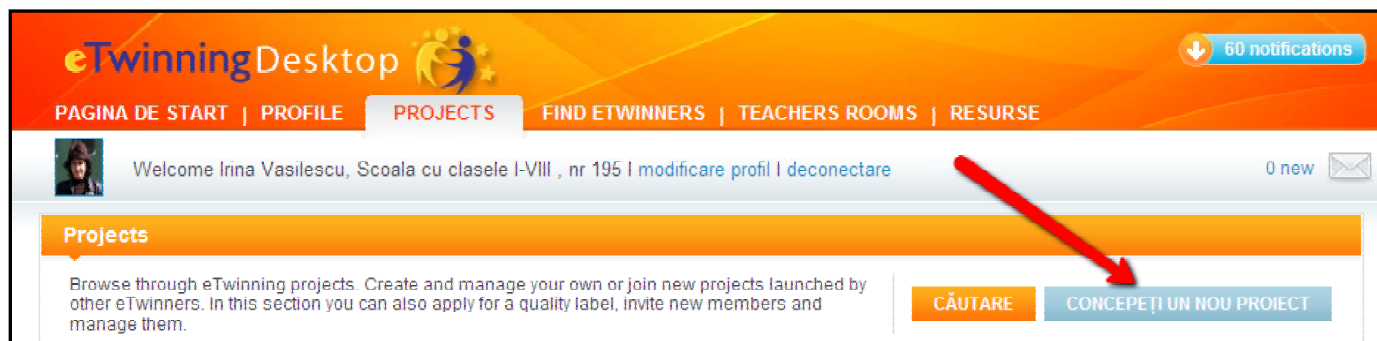 eTwinning Desktop
60 notifications
PAGINA DE START | PROFILE PROJECTS FIND ETWINNERS | TEACHERS ROOMS | RESURSE
Welcome Irina Vasilescu, Scoala cu clasele I-VIII , nr 195 I modificare profil I deconectare
0 new
Projects
Browse through eTwinning projects. Create and manage your own or join new projects launched by
other eTwinners. In this section you can also apply for a quality label, invite new members and
manage them.
CĂUTARE CONCEPEȚI UN NOU PROIECT